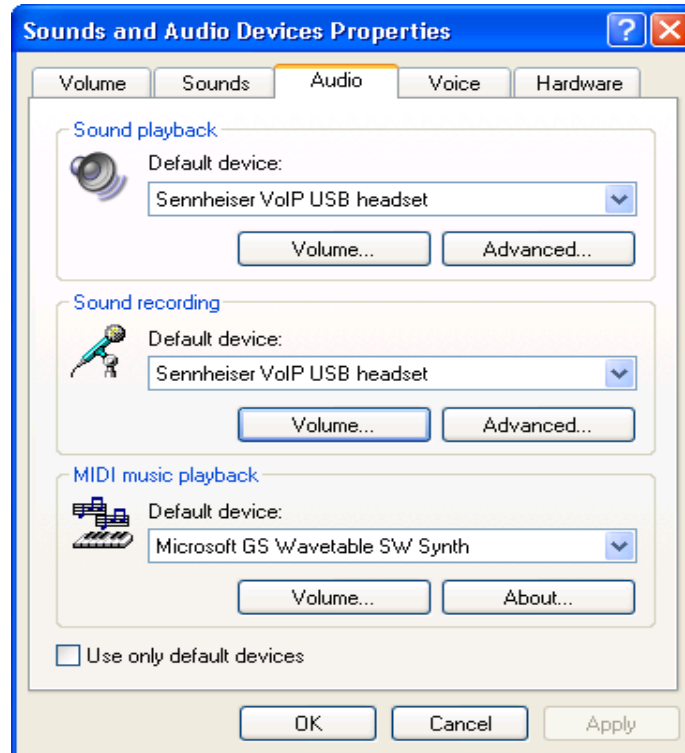 Sounds and Audio Devices Properties
Volume Sounds Audio Voice Hardware
Sound playback
Default device:
Sennheiser VoIP USB headset
Volume... Advanced...
Sound recording
Default device:
Sennheiser VoIP USB headset
Volume... Advanced...
MIDI music playback
Default device:
Microsoft GS Wavetable SW Synth
Volume... About...
Use only default devices
OK Cancel Apply